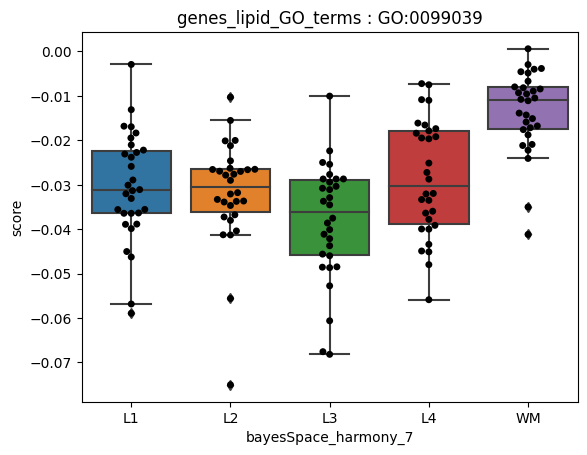 genes_lipid_GO_terms : GO:0099039
0.00
−0.01
−0.02
−0.03
−0.04
−0.05
−0.06
−0.07
score
L1 L2 L3 L4 WM
bayesSpace_harmony_7